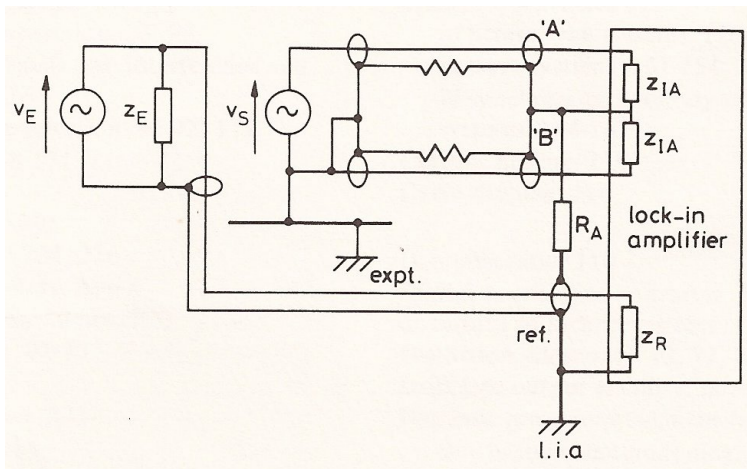 'A'
v_E
z_E
v_S
z_IA
'B'
z_IA
R_A
lock-in
amplifier
expt.
ref.
z_R
l.i.a